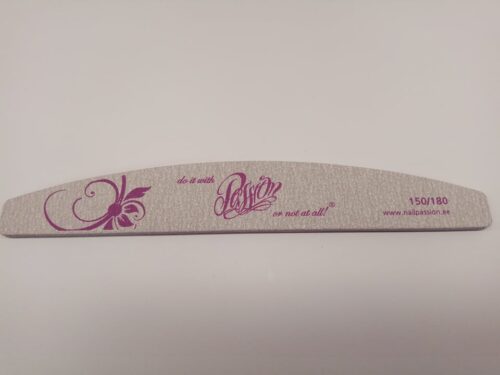 do it with
Passion
or not at all!®
150/180
www.nailpassion.ee